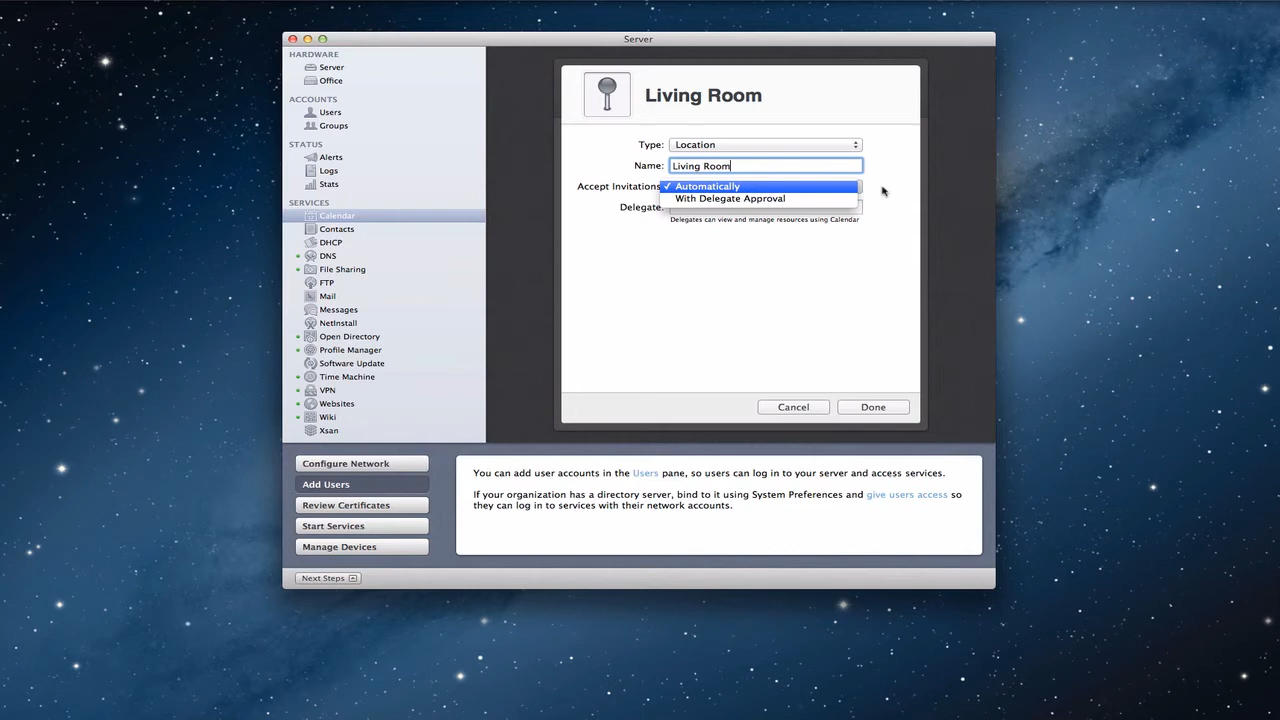 Server
HARDWARE
Server
Office
ACCOUNTS
Users
Groups
STATUS
Alerts
Logs
Stats
SERVICES
Calendar
Contacts
DHCP
DNS
File Sharing
FTP
Mail
Messages
NetInstall
Open Directory
Profile Manager
Software Update
Time Machine
VPN
Websites
Wiki
Xsan
Living Room
Type: Location
Name: Living Room
Accept Invitations ✓ Automatically
With Delegate Approval
Delegate
Delegates can view and manage resources using Calendar
Cancel Done
Configure Network
Add Users
Review Certificates
Start Services
Manage Devices
You can add user accounts in the Users pane, so users can log in to your server and access services.
If your organization has a directory server, bind to it using System Preferences and give users access so
they can log in to services with their network accounts.
Next Steps